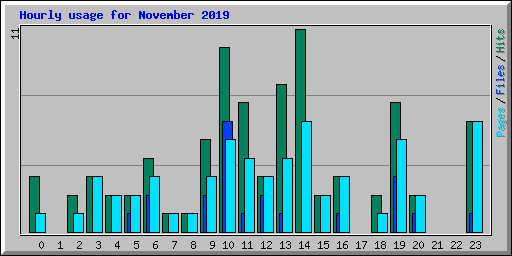 Hourly usage for November 2019
11
Pages/Files/Hits
0 1 2 3 4 5 6 7 8 9 10 11 12 13 14 15 16 17 18 19 20 21 22 23